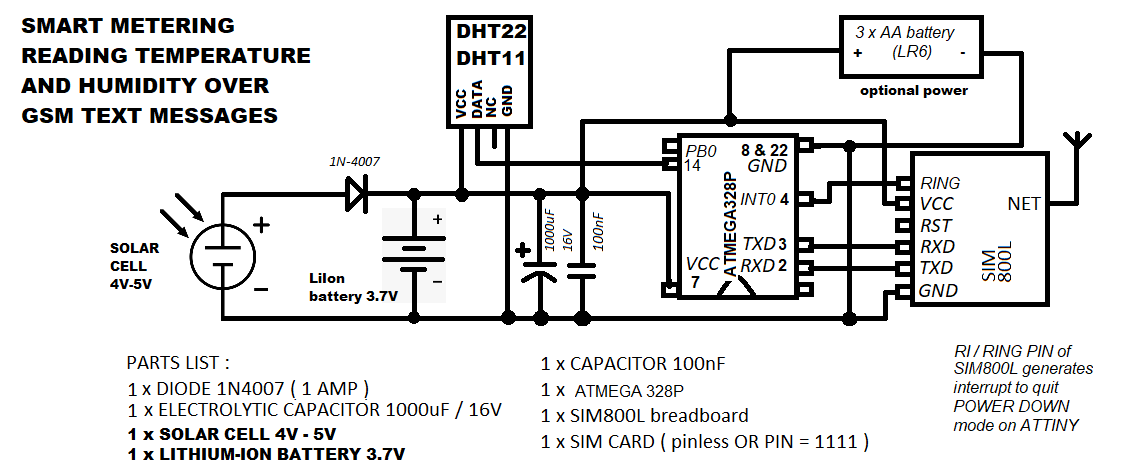 SMART METERING
READING TEMPERATURE
AND HUMIDITY OVER
GSM TEXT MESSAGES
DHT22
DHT11
VCC
DATA
NC
GND
3 x AA battery
(LR6)
+ -
optional power
1N-4007
PB0
14
8 & 22
GND
INT0 4
TXD 3
RXD 2
VCC
7
ATMEGA328P
RING
VCC
RST
RXD
TXD
GND
NET
SIM
800L
SOLAR
CELL
4V-5V
+
−
+
−
LiIon
battery 3.7V
+
1000uF
16V
100nF
PARTS LIST :
1 x DIODE 1N4007 ( 1 AMP )
1 x ELECTROLYTIC CAPACITOR 1000uF / 16V
1 x SOLAR CELL 4V - 5V
1 x LITHIUM-ION BATTERY 3.7V
1 x CAPACITOR 100nF
1 x ATMEGA 328P
1 x SIM800L breadboard
1 x SIM CARD ( pinless OR PIN = 1111 )
RI / RING PIN of
SIM800L generates
interrupt to quit
POWER DOWN
mode on ATTINY